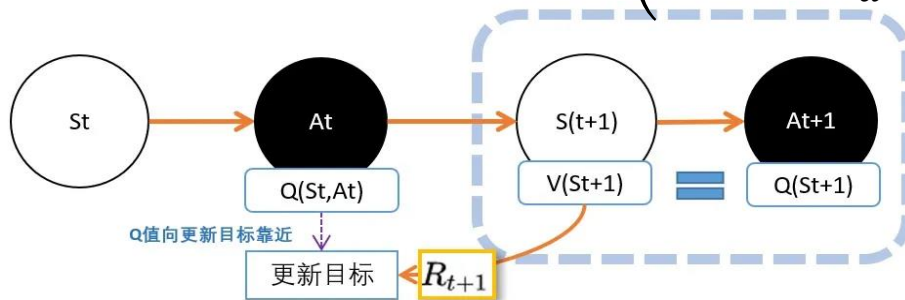 St
At
S(t+1)
At+1
Q(St,At)
V(St+1)
Q(St+1)
Q值向更新目标靠近
更新目标
R_{t+1}